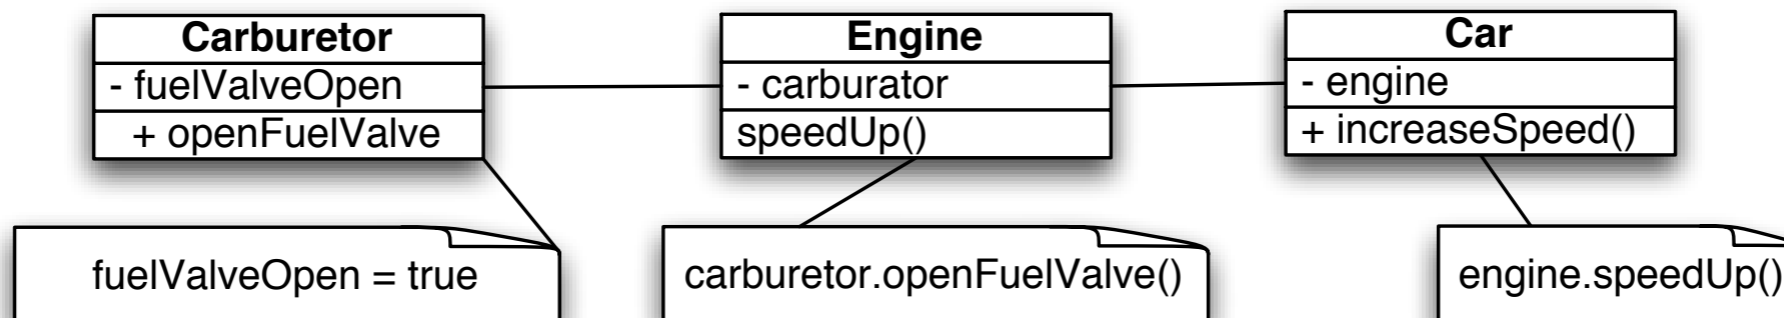 Carburetor
- fuelValveOpen
+ openFuelValve
Engine
- carburator
speedUp()
Car
- engine
+ increaseSpeed()
fuelValveOpen = true
carburetor.openFuelValve()
engine.speedUp()